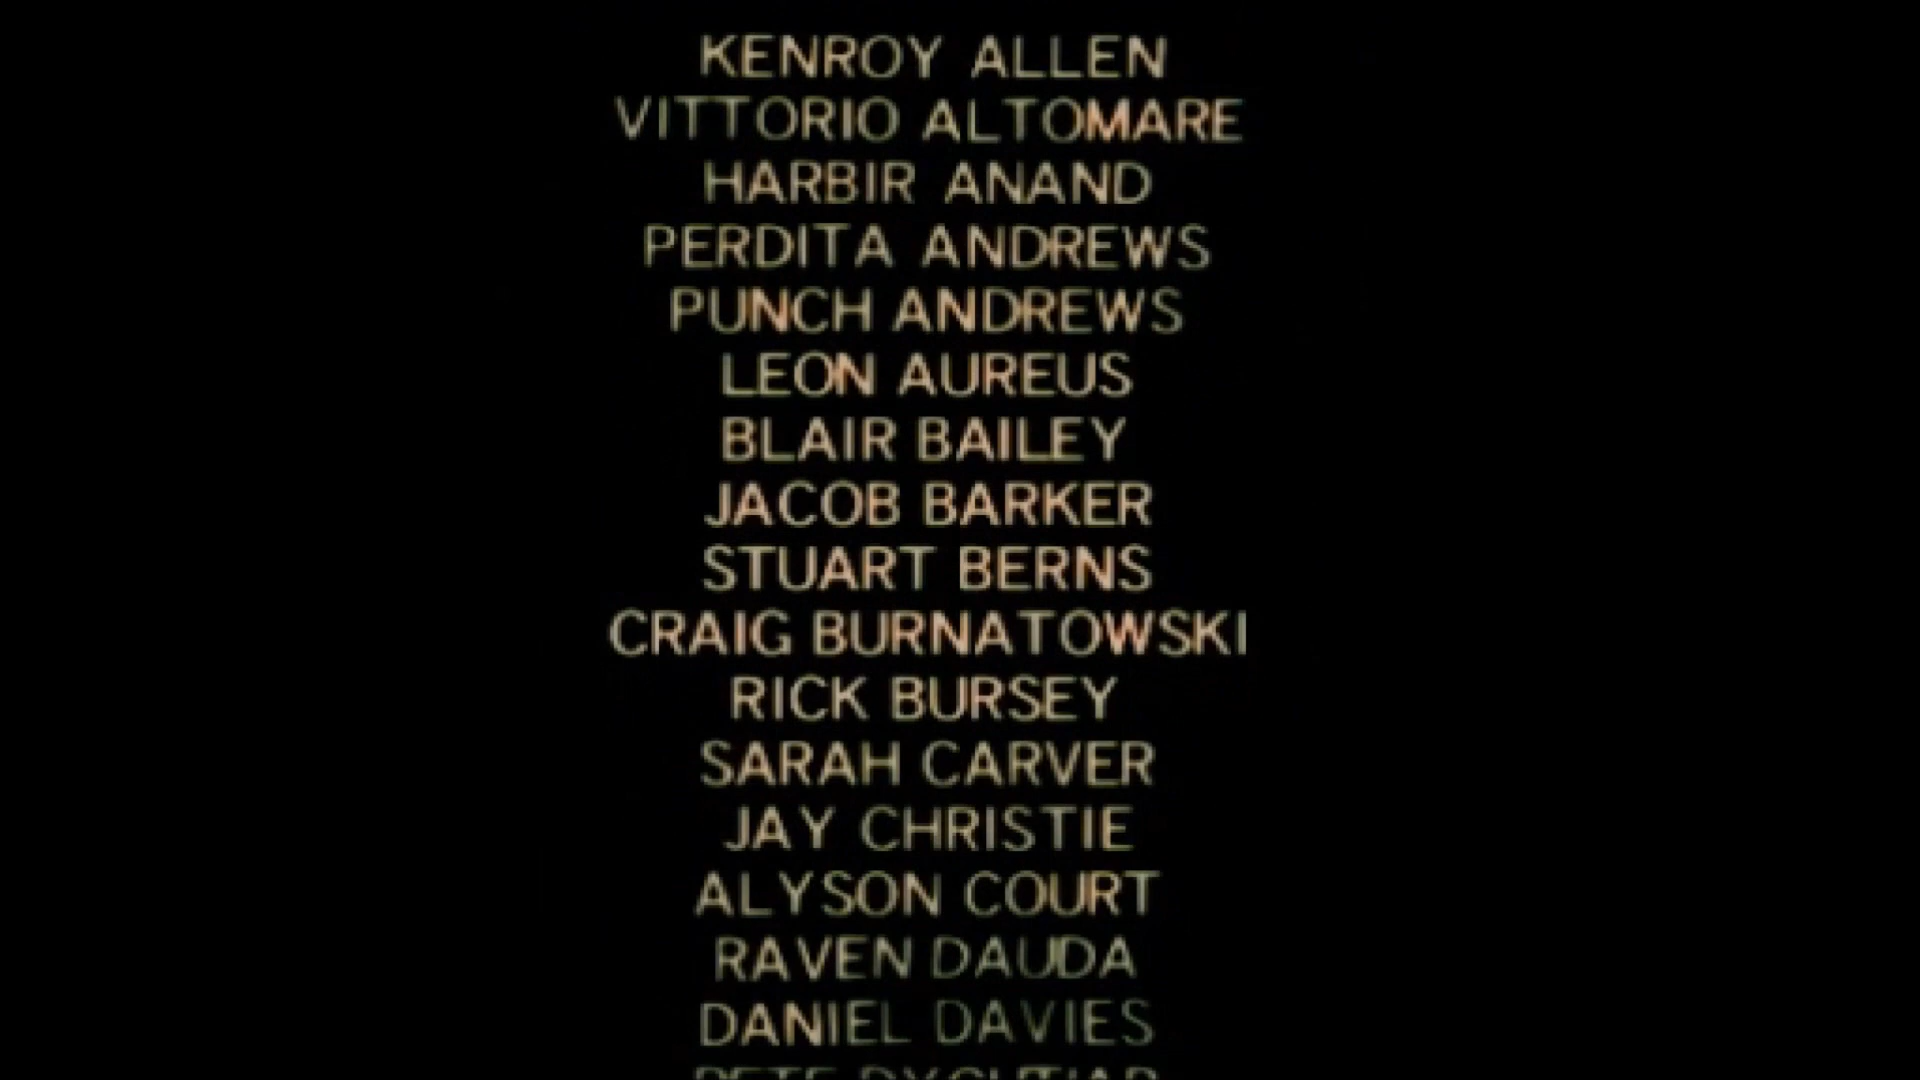 KENROY ALLEN
VITTORIO ALTOMARE
HARBIR ANAND
PERDITA ANDREWS
PUNCH ANDREWS
LEON AUREUS
BLAIR BAILEY
JACOB BARKER
STUART BERNS
CRAIG BURNATOWSKI
RICK BURSEY
SARAH CARVER
JAY CHRISTIE
ALYSON COURT
RAVEN DAUDA
DANIEL DAVIES
PETE